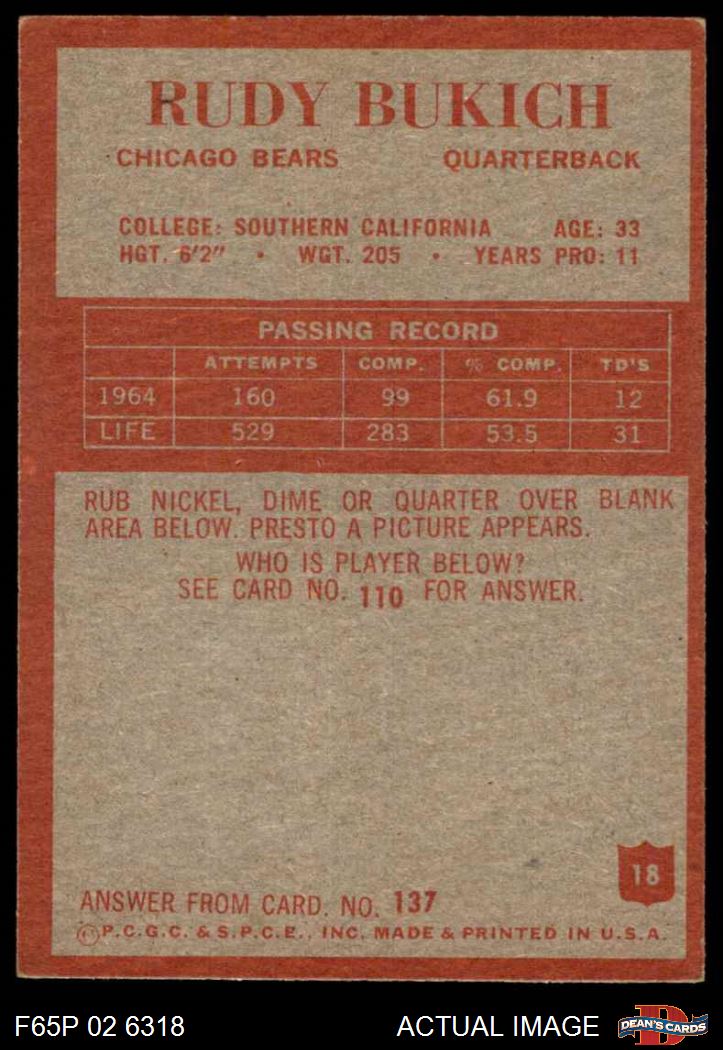 RUDY BUKICH
CHICAGO BEARS QUARTERBACK
COLLEGE: SOUTHERN CALIFORNIA AGE: 33
HGT. 6'2" • WGT. 205 • YEARS PRO: 11
PASSING RECORD
ATTEMPTS COMP. % COMP. TD'S
1964 160 99 61.9 12
LIFE 529 283 53.5 31
RUB NICKEL, DIME OR QUARTER OVER BLANK
AREA BELOW. PRESTO A PICTURE APPEARS.
WHO IS PLAYER BELOW?
SEE CARD NO. 110 FOR ANSWER.
18
ANSWER FROM CARD. NO. 137
©P.C.G.C. & S.P.C.E., INC. MADE & PRINTED IN U.S.A.
F65P 02 6318 ACTUAL IMAGE D DEAN'S CARDS